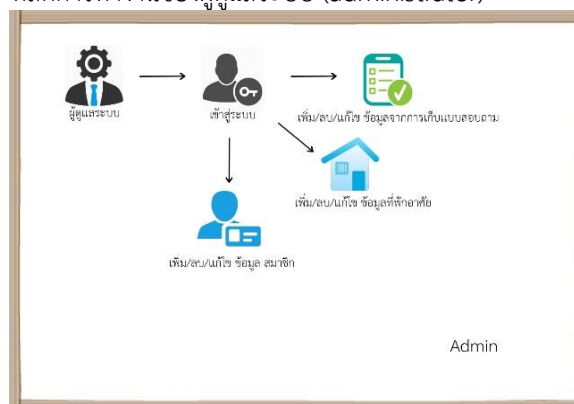 ผู้ดูแลระบบ
เข้าสู่ระบบ
เพิ่ม/ลบ/แก้ไข ข้อมูลจากการเก็บแบบสอบถาม
เพิ่ม/ลบ/แก้ไข ข้อมูลที่พักอาศัย
เพิ่ม/ลบ/แก้ไข ข้อมูล สมาชิก
Admin